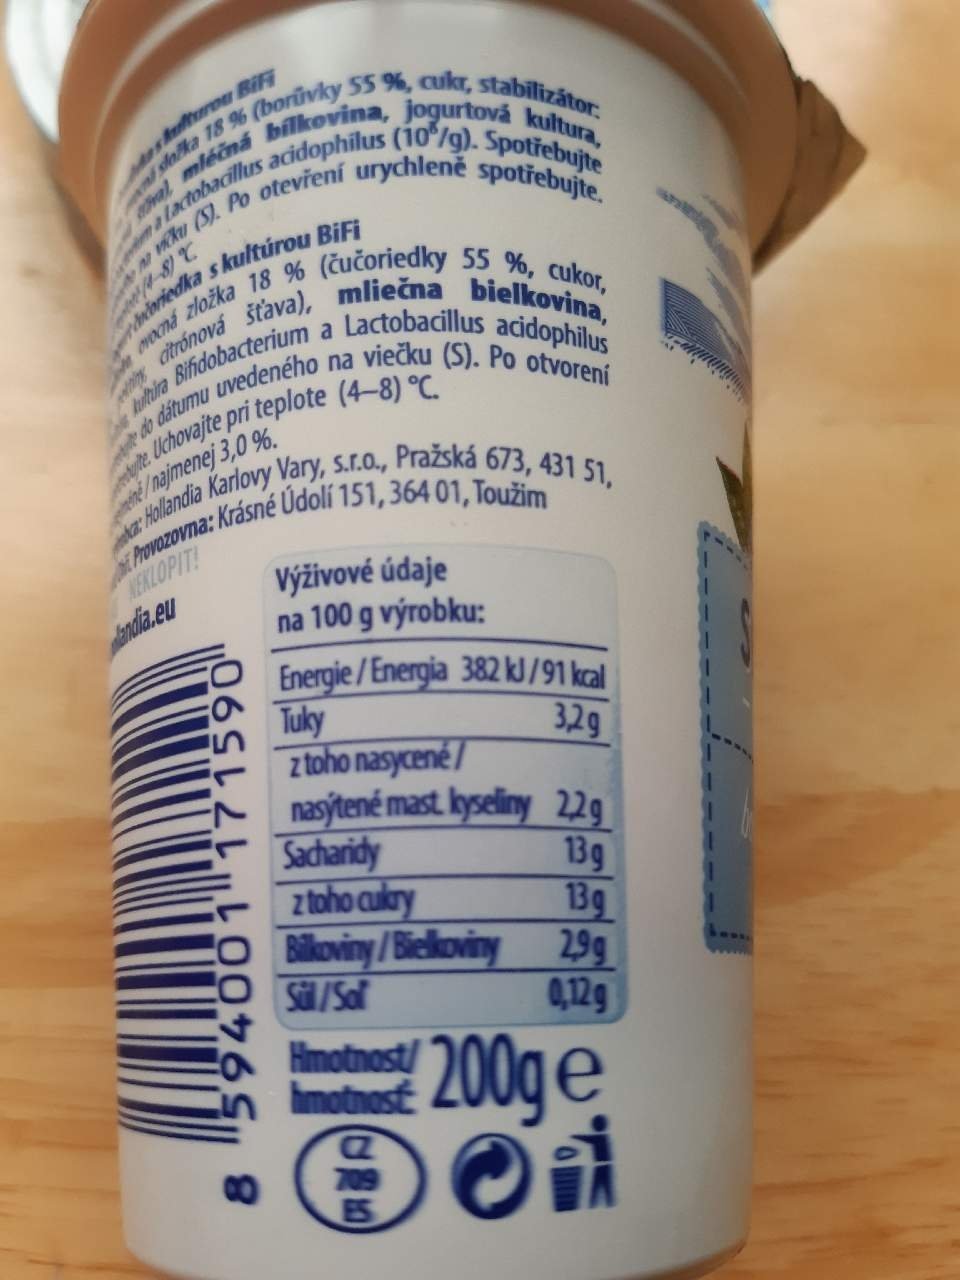 kulturou BiFi
složka 18 % (borůvky 55 %, cukr, stabilizátor:
šťáva), mléčná bílkovina, jogurtová kultura,
a Lactobacillus acidophilus (10⁶/g). Spotřebujte
na víčku (S). Po otevření urychleně spotřebujte.
(4–8) °C
čučoriedka s kultúrou BiFi
ovocná zložka 18 % (čučoriedky 55 %, cukor,
citrónová šťava), mliečna bielkovina,
kultúra Bifidobacterium a Lactobacillus acidophilus
do dátumu uvedeného na viečku (S). Po otvorení
Uchovajte pri teplote (4–8) °C.
/ najmenej 3,0 %.
Hollandia Karlovy Vary, s.r.o., Pražská 673, 431 51,
Provozovna: Krásné Údolí 151, 364 01, Toužim
NEKLOPIT!
Výživové údaje
na 100 g výrobku:
Energie / Energia 382 kJ / 91 kcal
Tuky 3,2 g
z toho nasycené /
nasýtené mast. kyseliny 2,2 g
Sacharidy 13 g
z toho cukry 13 g
Bílkoviny / Bielkoviny 2,9 g
Sůl / Soľ 0,12 g
Hmotnost/
hmotnosť: 200g e
CZ
709
ES
8 594001 171590